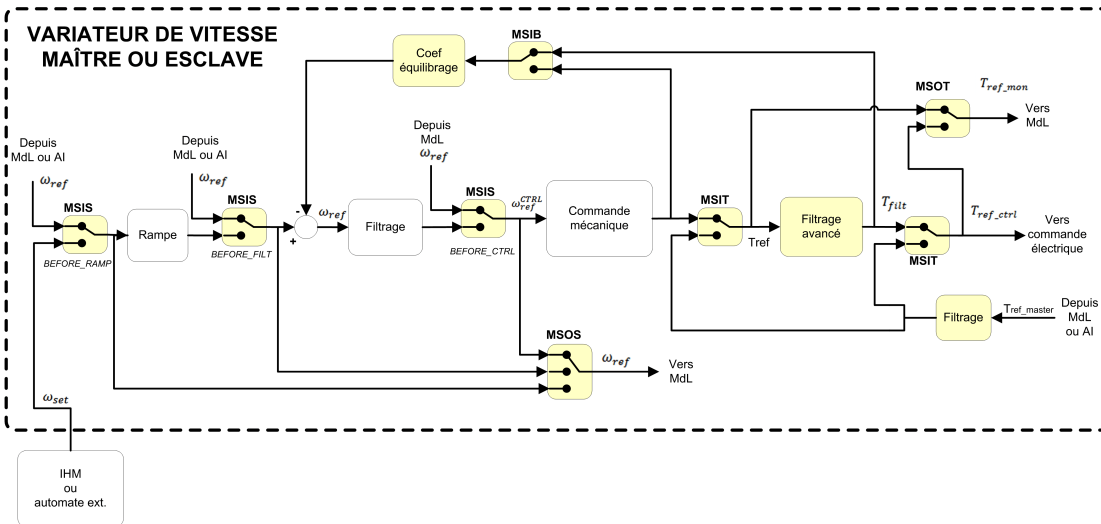 VARIATEUR DE VITESSE
MAÎTRE OU ESCLAVE
Coef
équilibrage
MSIB
MSOT
T_ref_mon
Vers
MdL
Depuis
MdL ou AI
ω_ref
MSIS
BEFORE_RAMP
Rampe
Depuis
MdL ou AI
ω_ref
MSIS
BEFORE_FILT
-
+
ω_ref
Filtrage
Depuis
MdL
ω_ref
MSIS
BEFORE_CTRL
ω_ref^CTRL
Commande
mécanique
MSIT
Tref
Filtrage
avancé
T_filt
MSIT
T_ref_ctrl
Vers
commande
électrique
Filtrage
Tref_master
Depuis
MdL
ou AI
MSOS
ω_ref
Vers
MdL
ω_set
IHM
ou
automate ext.